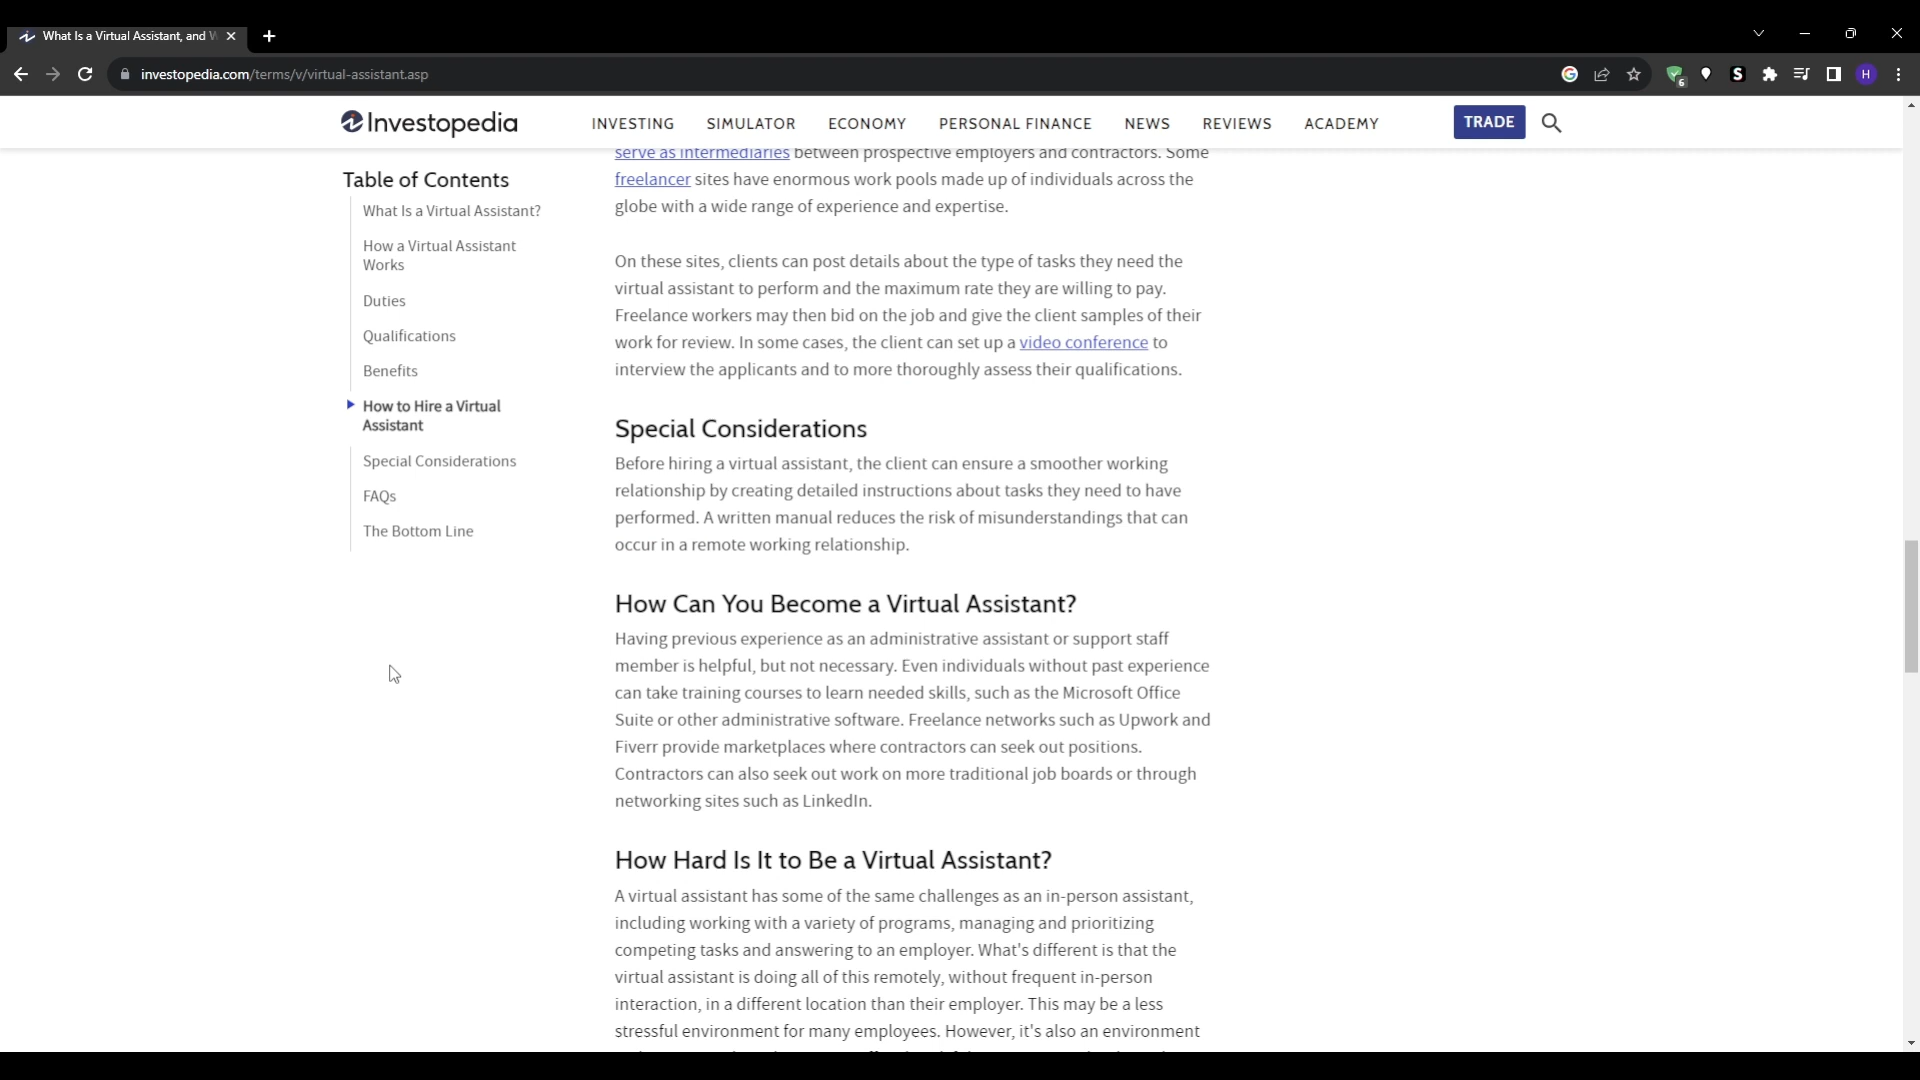 What Is a Virtual Assistant, and W
investopedia.com/terms/v/virtual-assistant.asp
6
S
H
Investopedia
INVESTING
SIMULATOR
ECONOMY
PERSONAL FINANCE
NEWS
REVIEWS
ACADEMY
TRADE
Table of Contents
What Is a Virtual Assistant?
How a Virtual Assistant
Works
Duties
Qualifications
Benefits
How to Hire a Virtual
Assistant
Special Considerations
FAQs
The Bottom Line
serve as intermediaries between prospective employers and contractors. Some
freelancer sites have enormous work pools made up of individuals across the
globe with a wide range of experience and expertise.
On these sites, clients can post details about the type of tasks they need the
virtual assistant to perform and the maximum rate they are willing to pay.
Freelance workers may then bid on the job and give the client samples of their
work for review. In some cases, the client can set up a video conference to
interview the applicants and to more thoroughly assess their qualifications.
Special Considerations
Before hiring a virtual assistant, the client can ensure a smoother working
relationship by creating detailed instructions about tasks they need to have
performed. A written manual reduces the risk of misunderstandings that can
occur in a remote working relationship.
How Can You Become a Virtual Assistant?
Having previous experience as an administrative assistant or support staff
member is helpful, but not necessary. Even individuals without past experience
can take training courses to learn needed skills, such as the Microsoft Office
Suite or other administrative software. Freelance networks such as Upwork and
Fiverr provide marketplaces where contractors can seek out positions.
Contractors can also seek out work on more traditional job boards or through
networking sites such as LinkedIn.
How Hard Is It to Be a Virtual Assistant?
A virtual assistant has some of the same challenges as an in-person assistant,
including working with a variety of programs, managing and prioritizing
competing tasks and answering to an employer. What's different is that the
virtual assistant is doing all of this remotely, without frequent in-person
interaction, in a different location than their employer. This may be a less
stressful environment for many employees. However, it's also an environment